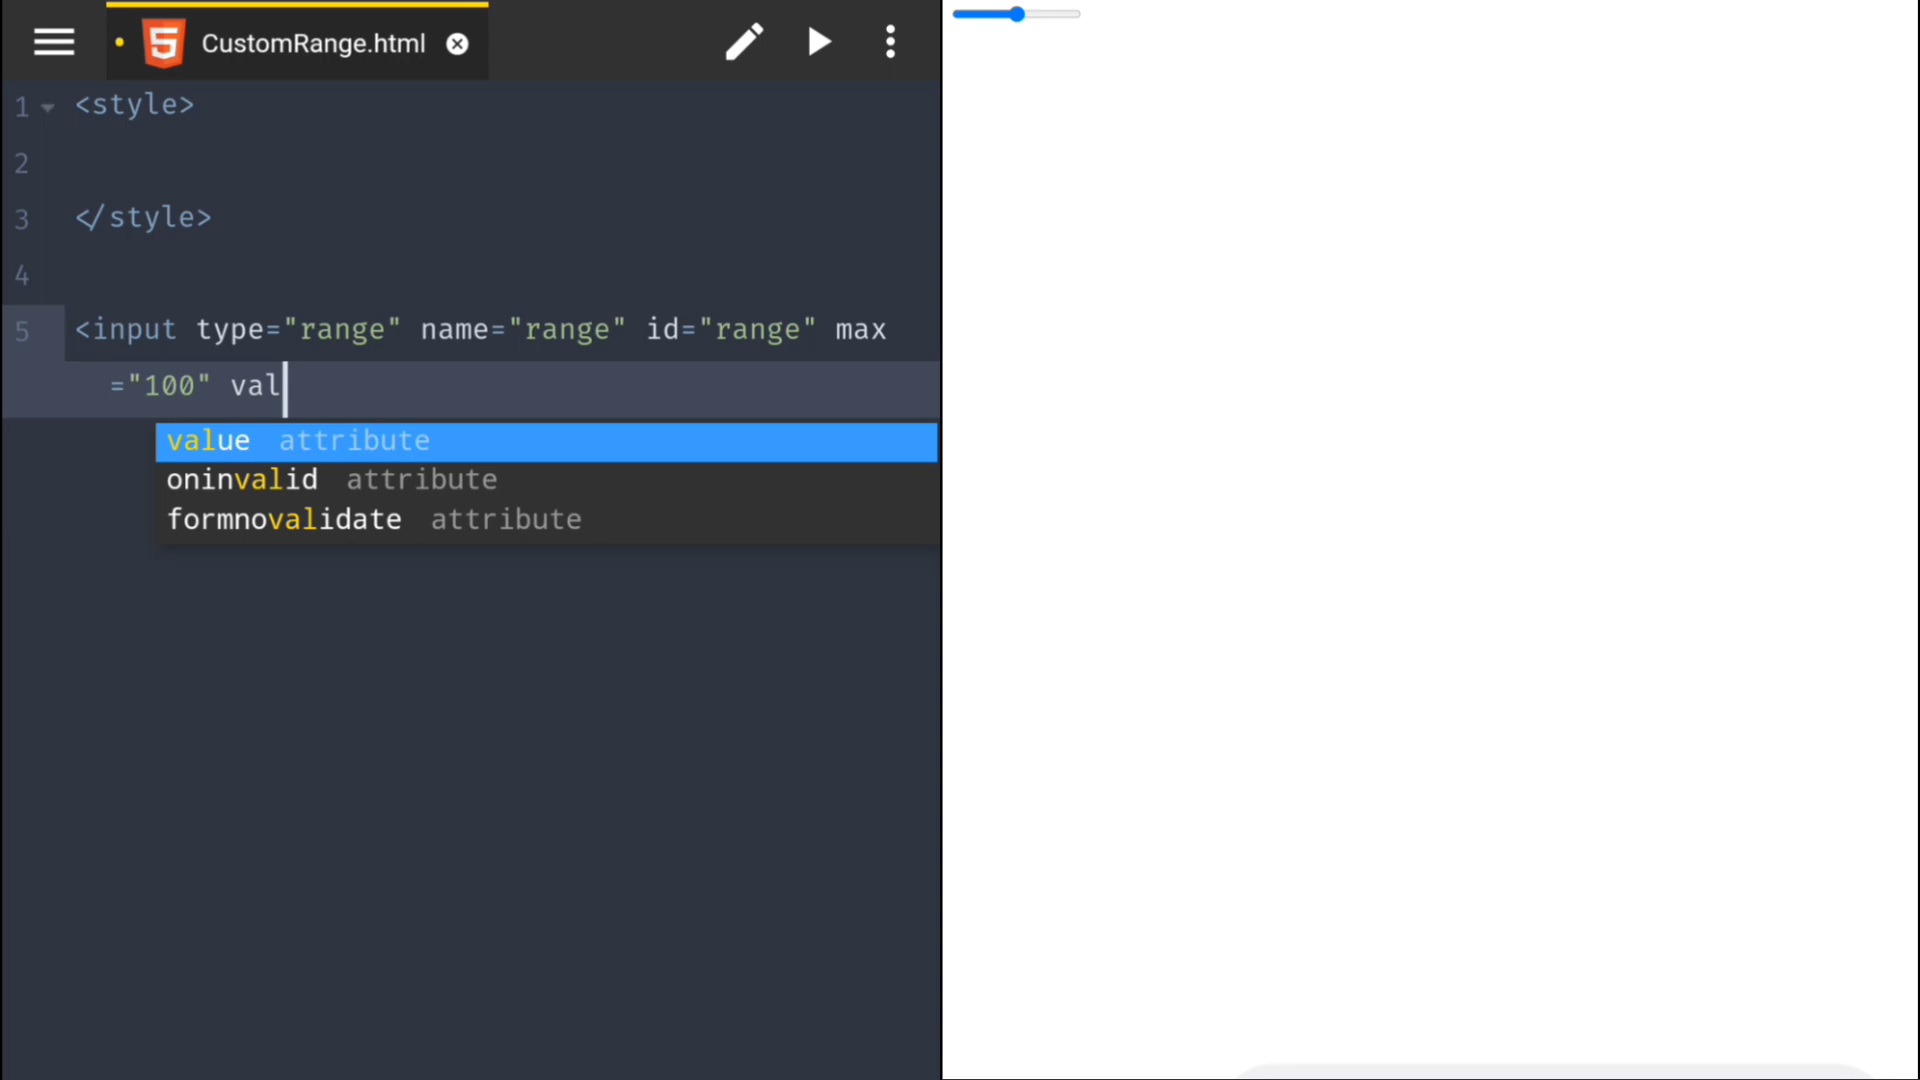 CustomRange.html
1 <style>
2
3 </style>
4
5 <input type="range" name="range" id="range" max
="100" val
value attribute
oninvalid attribute
formnovalidate attribute